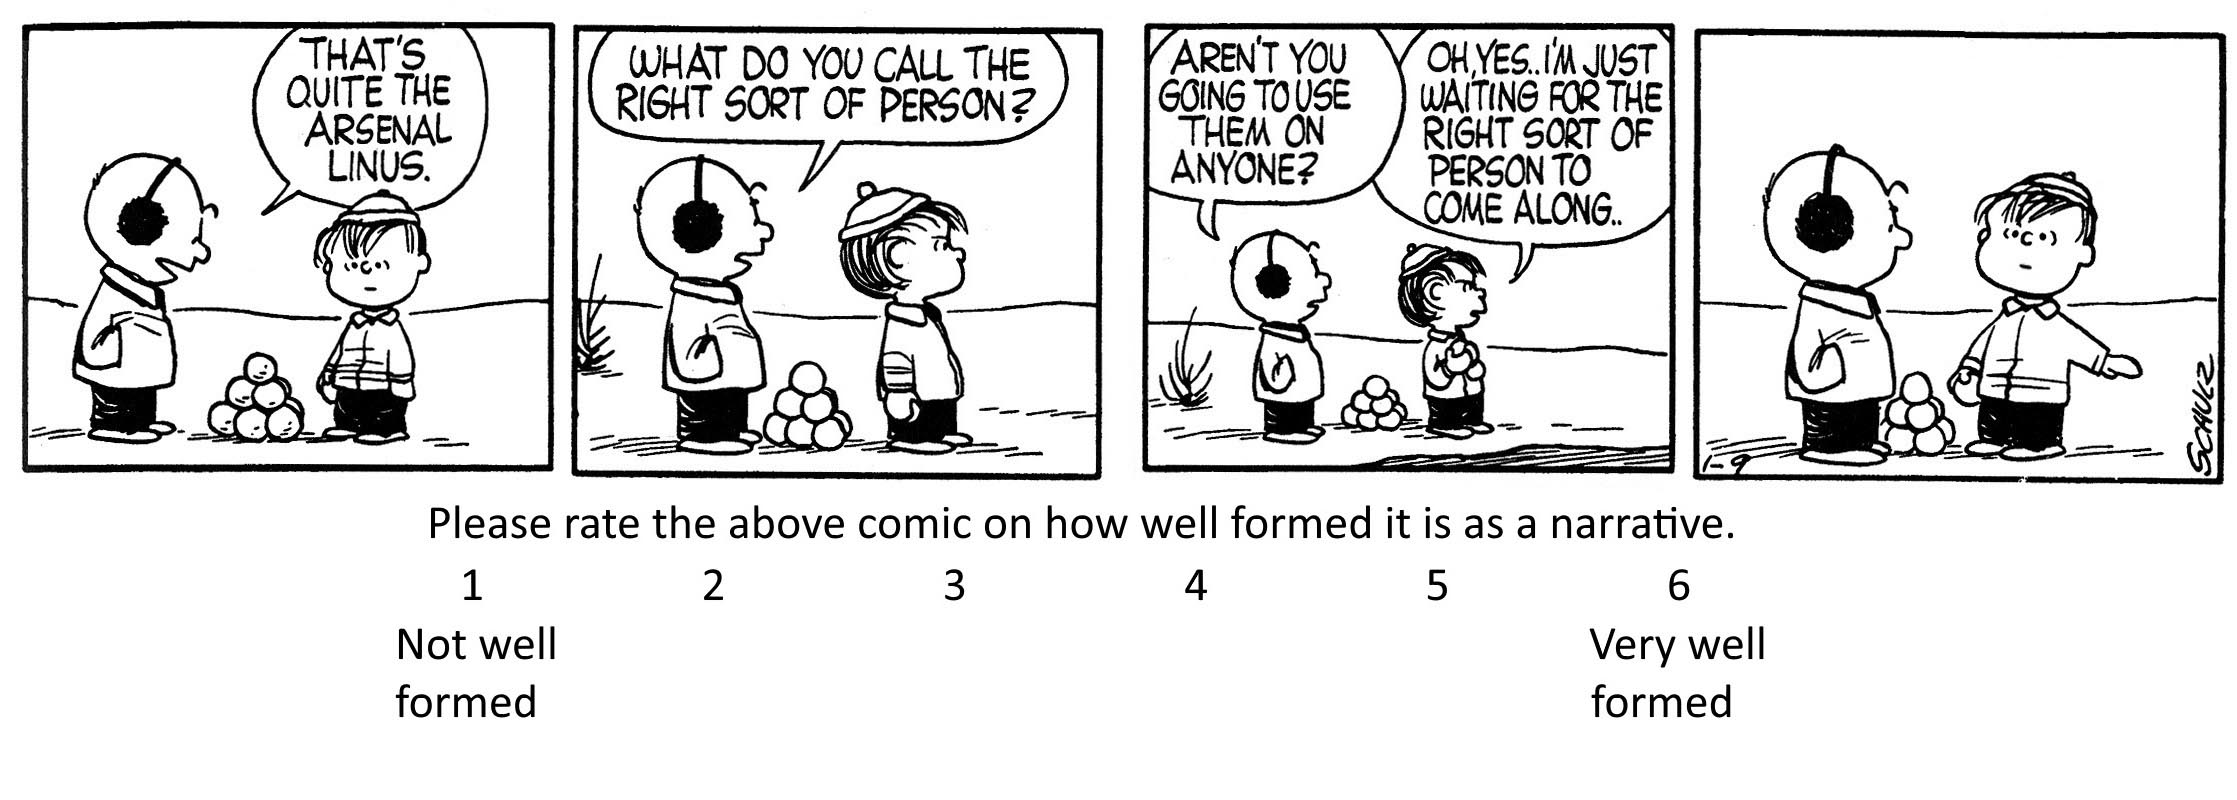 THAT'S
QUITE THE
ARSENAL
LINUS.
WHAT DO YOU CALL THE
RIGHT SORT OF PERSON?
AREN'T YOU
GOING TO USE
THEM ON
ANYONE?
OH, YES.. I'M JUST
WAITING FOR THE
RIGHT SORT OF
PERSON TO
COME ALONG..
1-9
SCHULZ
Please rate the above comic on how well formed it is as a narrative.
1 2 3 4 5 6
Not well
formed
Very well
formed